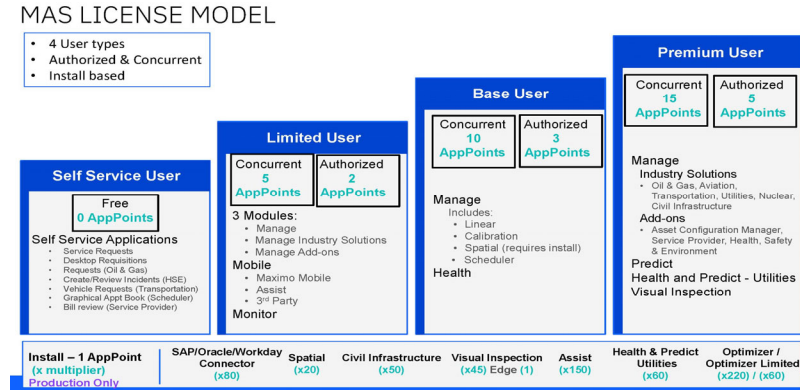 MAS LICENSE MODEL
• 4 User types
• Authorized & Concurrent
• Install based
Self Service User
Free
0 AppPoints
Self Service Applications
• Service Requests
• Desktop Requisitions
• Requests (Oil & Gas)
• Create/Review Incidents (HSE)
• Vehicle Requests (Transportation)
• Graphical Appt Book (Scheduler)
• Bill review (Service Provider)
Limited User
Concurrent
5
AppPoints
Authorized
2
AppPoints
3 Modules:
• Manage
• Manage Industry Solutions
• Manage Add-ons
Mobile
• Maximo Mobile
• Assist
• 3rd Party
Monitor
Base User
Concurrent
10
AppPoints
Authorized
3
AppPoints
Manage
Includes:
• Linear
• Calibration
• Spatial (requires install)
• Scheduler
Health
Premium User
Concurrent
15
AppPoints
Authorized
5
AppPoints
Manage
Industry Solutions
• Oil & Gas, Aviation,
Transportation, Utilities, Nuclear,
Civil Infrastructure
Add-ons
• Asset Configuration Manager,
Service Provider, Health, Safety
& Environment
Predict
Health and Predict - Utilities
Visual Inspection
Install – 1 AppPoint
(x multiplier)
Production Only
SAP/Oracle/Workday
Connector
(x80)
Spatial
(x20)
Civil Infrastructure
(x50)
Visual Inspection
(x45) Edge (1)
Assist
(x150)
Health & Predict
Utilities
(x60)
Optimizer /
Optimizer Limited
(x220) / (x60)